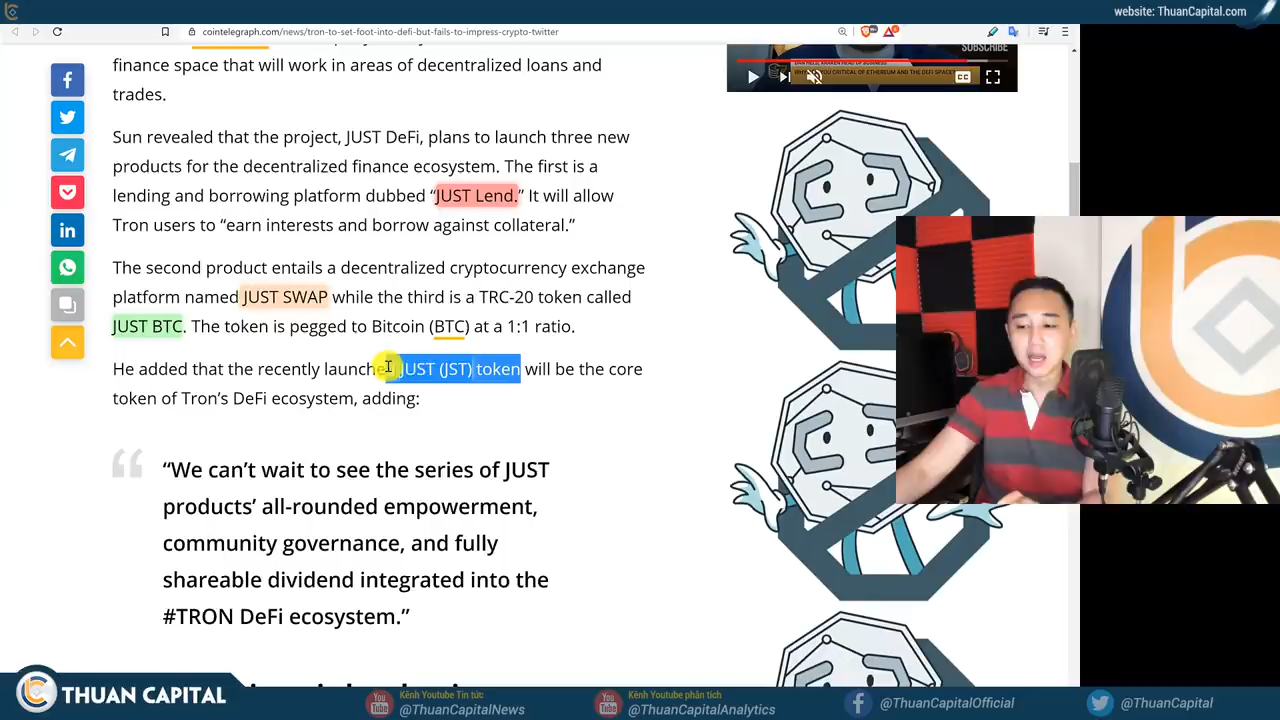 website: ThuanCapital.com
cointelegraph.com/news/tron-to-set-foot-into-defi-but-fails-to-impress-crypto-twitter
finance space that will work in areas of decentralized loans and
trades.
SUBSCRIBE
CC
Sun revealed that the project, JUST DeFi, plans to launch three new
products for the decentralized finance ecosystem. The first is a
lending and borrowing platform dubbed “JUST Lend.” It will allow
Tron users to “earn interests and borrow against collateral.”
The second product entails a decentralized cryptocurrency exchange
platform named JUST SWAP while the third is a TRC-20 token called
JUST BTC. The token is pegged to Bitcoin (BTC) at a 1:1 ratio.
He added that the recently launche JUST (JST) token will be the core
token of Tron’s DeFi ecosystem, adding:
“We can’t wait to see the series of JUST
products’ all-rounded empowerment,
community governance, and fully
shareable dividend integrated into the
#TRON DeFi ecosystem.”
THUAN CAPITAL
You Tube
Kênh Youtube Tin tức
@ThuanCapitalNews
You Tube
Kênh Youtube phân tích
@ThuanCapitalAnalytics
@ThuanCapitalOfficial
@ThuanCapital